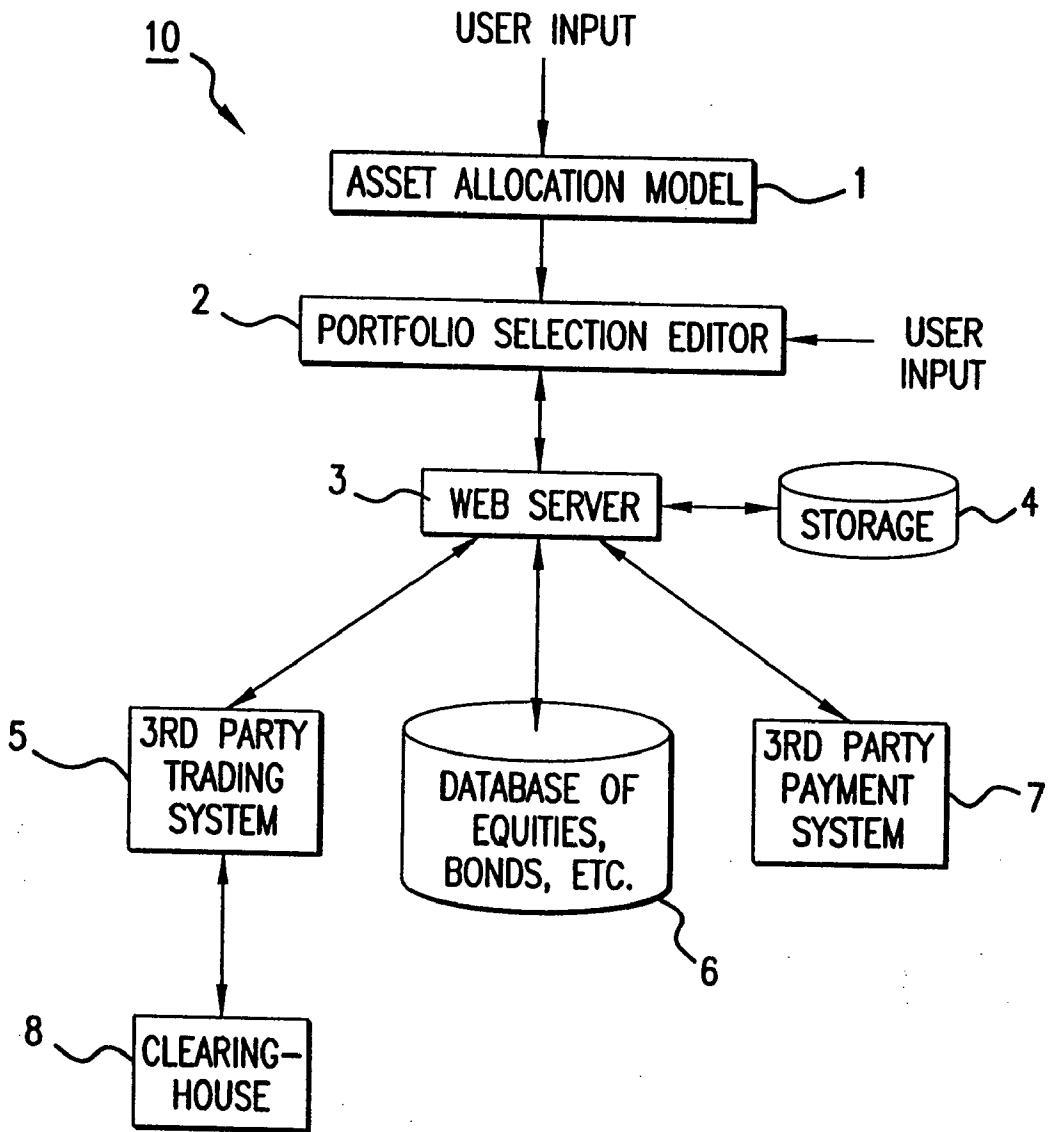 USER INPUT
10
ASSET ALLOCATION MODEL
1
2
PORTFOLIO SELECTION EDITOR
USER
INPUT
3
WEB SERVER
STORAGE
4
5
3RD PARTY
TRADING
SYSTEM
DATABASE OF
EQUITIES,
BONDS, ETC.
6
3RD PARTY
PAYMENT
SYSTEM
7
8
CLEARING-
HOUSE